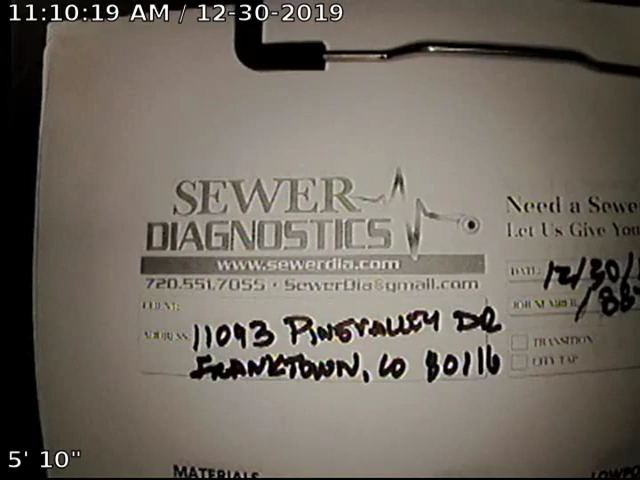 11:10:19 AM / 12-30-2019
SEWER
DIAGNOSTICS
www.sewerdia.com
720.551.7055 • SewerDia@gmail.com
Need a Sewe
Let Us Give You
DATE: 12/30/
JOB NUMBER
CLIENT:
ADDRESS: 11093 PINEVALLEY DR
FRANKTOWN, CO 80116
TRANSITION
CITY TAP
MATERIALS
LOWPO
5' 10"